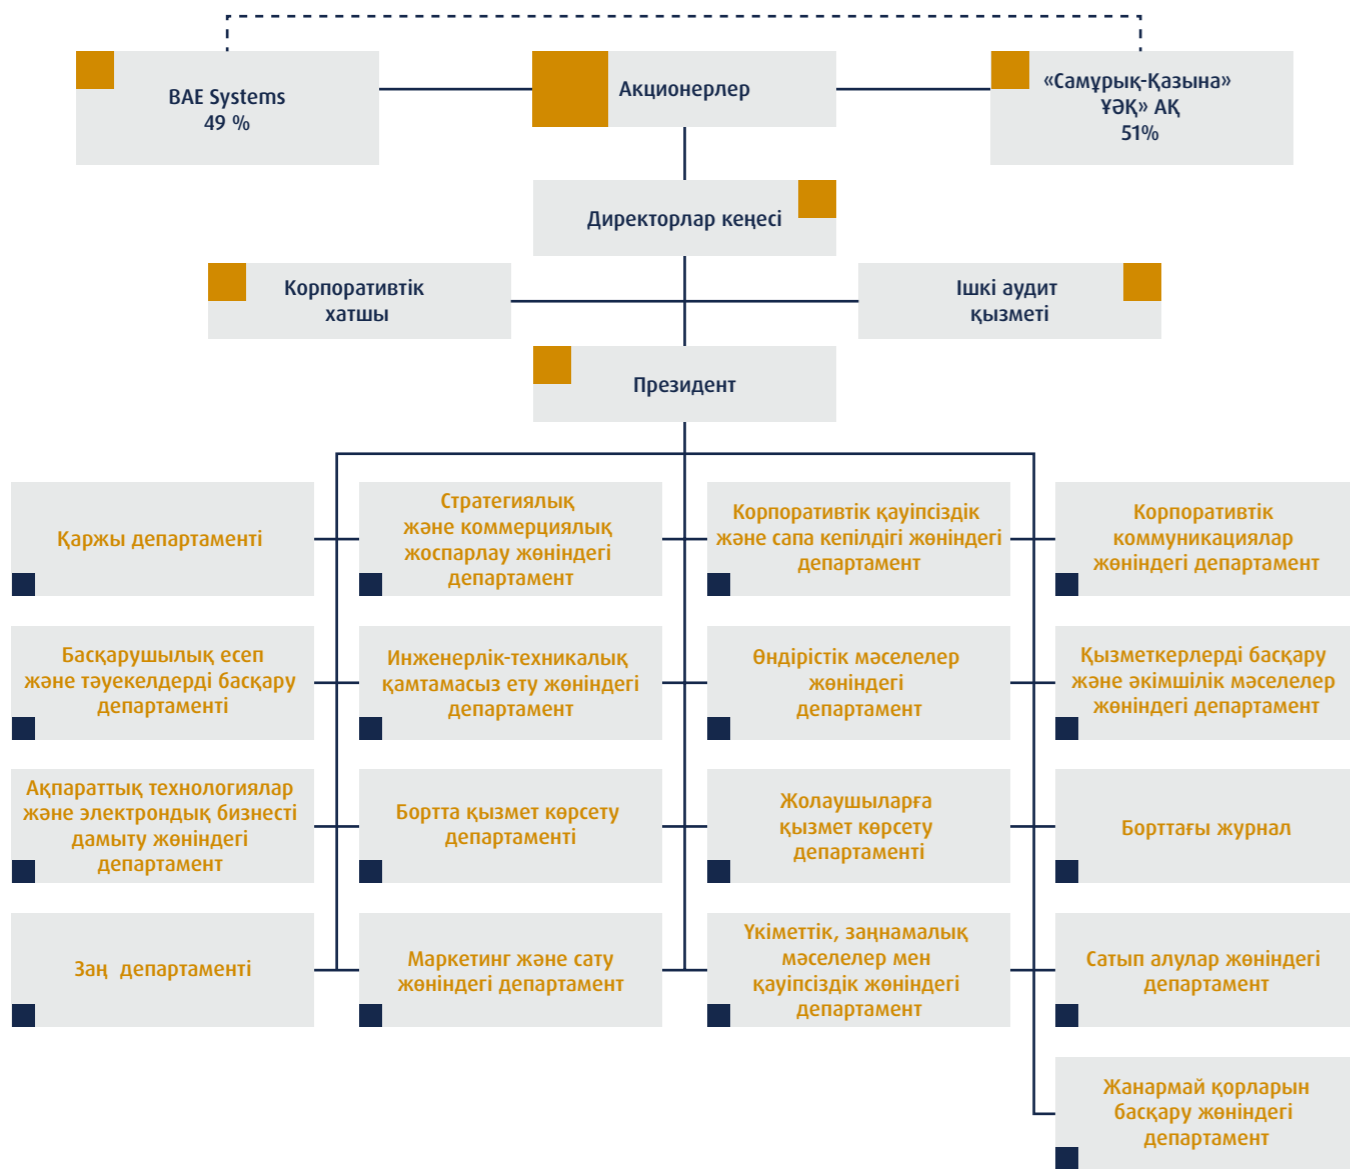 BAE Systems
49 %
Акционерлер
«Самұрық-Қазына»
ҰӘҚ» АҚ
51%
Директорлар кеңесі
Корпоративтік
хатшы
Ішкі аудит
қызметі
Президент
Қаржы департаменті
Стратегиялық
және коммерциялық
жоспарлау жөніндегі
департамент
Корпоративтік қауіпсіздік
және сапа кепілдігі жөніндегі
департамент
Корпоративтік
коммуникациялар
жөніндегі департамент
Басқарушылық есеп
және тәуекелдерді басқару
департаменті
Инженерлік-техникалық
қамтамасыз ету жөніндегі
департамент
Өндірістік мәселелер
жөніндегі
департамент
Қызметкерлерді басқару
және әкімшілік мәселелер
жөніндегі департамент
Ақпараттық технологиялар
және электрондық бизнесті
дамыту жөніндегі
департамент
Бортта қызмет көрсету
департаменті
Жолаушыларға
қызмет көрсету
департаменті
Борттағы журнал
Заң департаменті
Маркетинг және сату
жөніндегі департамент
Үкіметтік, заңнамалық
мәселелер мен
қауіпсіздік жөніндегі
департамент
Сатып алулар жөніндегі
департамент
Жанармай қорларын
басқару жөніндегі
департамент